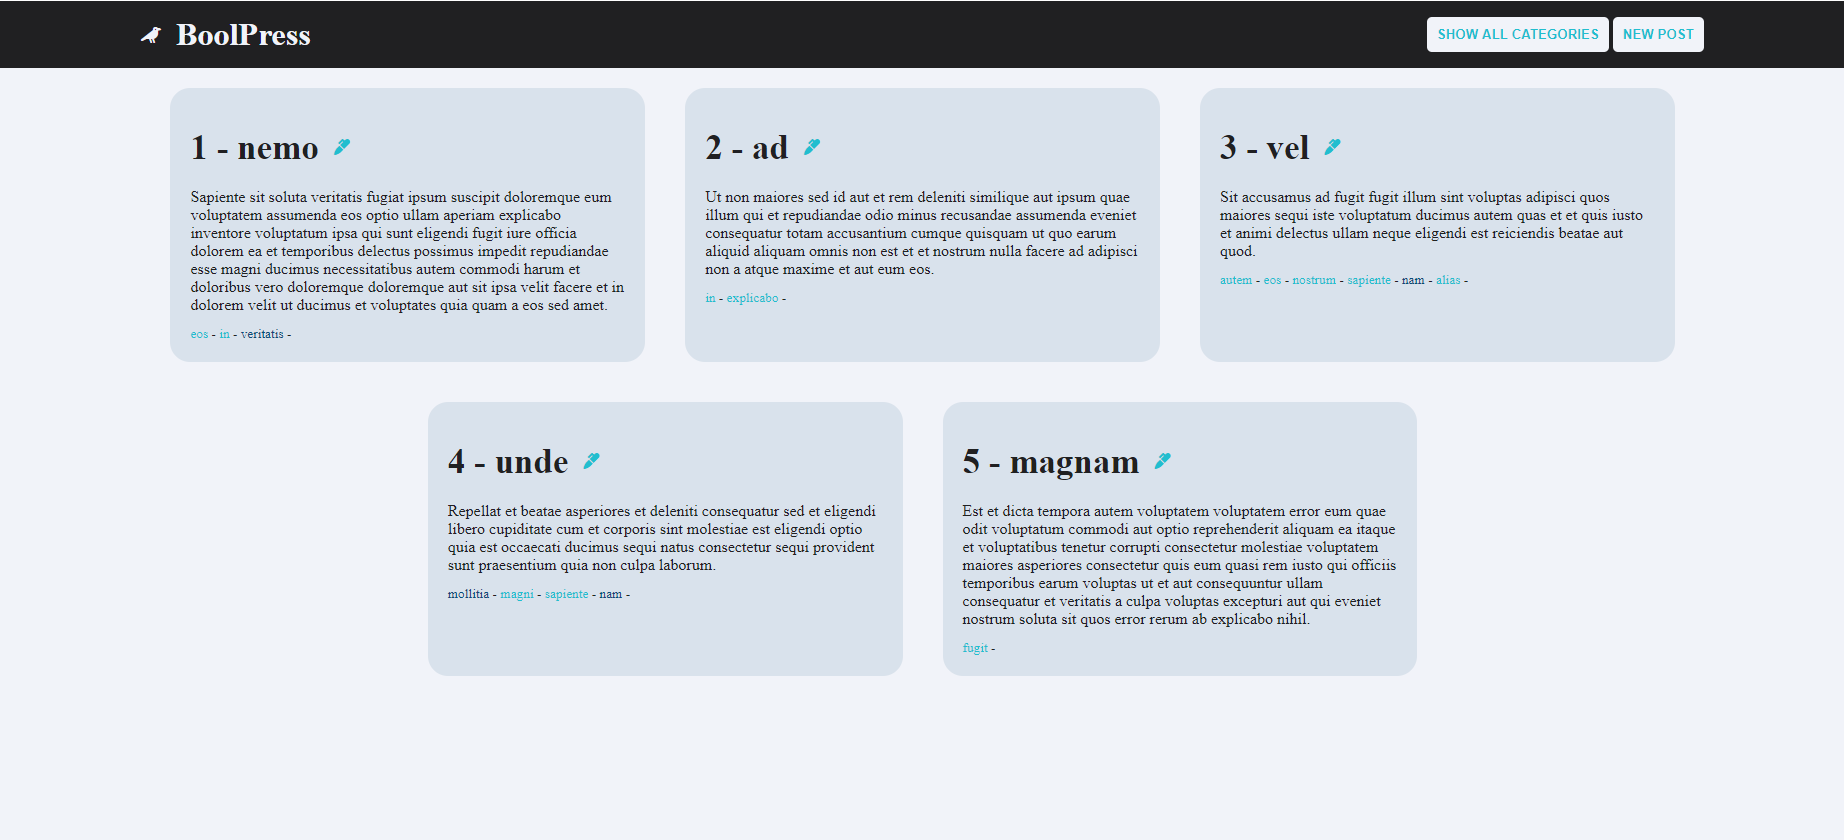 BoolPress
SHOW ALL CATEGORIES
NEW POST
1 - nemo
Sapiente sit soluta veritatis fugiat ipsum suscipit doloremque eum
voluptatem assumenda eos optio ullam aperiam explicabo
inventore voluptatum ipsa qui sunt eligendi fugit iure officia
dolorem ea et temporibus delectus possimus impedit repudiandae
esse magni ducimus necessitatibus autem commodi harum et
doloribus vero doloremque doloremque aut sit ipsa velit facere et in
dolorem velit ut ducimus et voluptates quia quam a eos sed amet.
eos - in - veritatis -
2 - ad
Ut non maiores sed id aut et rem deleniti similique aut ipsum quae
illum qui et repudiandae odio minus recusandae assumenda eveniet
consequatur totam accusantium cumque quisquam ut quo earum
aliquid aliquam omnis non est et et nostrum nulla facere ad adipisci
non a atque maxime et aut eum eos.
in - explicabo -
3 - vel
Sit accusamus ad fugit fugit illum sint voluptas adipisci quos
maiores sequi iste voluptatum ducimus autem quas et et quis iusto
et animi delectus ullam neque eligendi est reiciendis beatae aut
quod.
autem - eos - nostrum - sapiente - nam - alias -
4 - unde
Repellat et beatae asperiores et deleniti consequatur sed et eligendi
libero cupiditate cum et corporis sint molestiae est eligendi optio
quia est occaecati ducimus sequi natus consectetur sequi provident
sunt praesentium quia non culpa laborum.
mollitia - magni - sapiente - nam -
5 - magnam
Est et dicta tempora autem voluptatem voluptatem error eum quae
odit voluptatum commodi aut optio reprehenderit aliquam ea itaque
et voluptatibus tenetur corrupti consectetur molestiae voluptatem
maiores asperiores consectetur quis eum quasi rem iusto qui officiis
temporibus earum voluptas ut et aut consequuntur ullam
consequatur et veritatis a culpa voluptas excepturi aut qui eveniet
nostrum soluta sit quos error rerum ab explicabo nihil.
fugit -